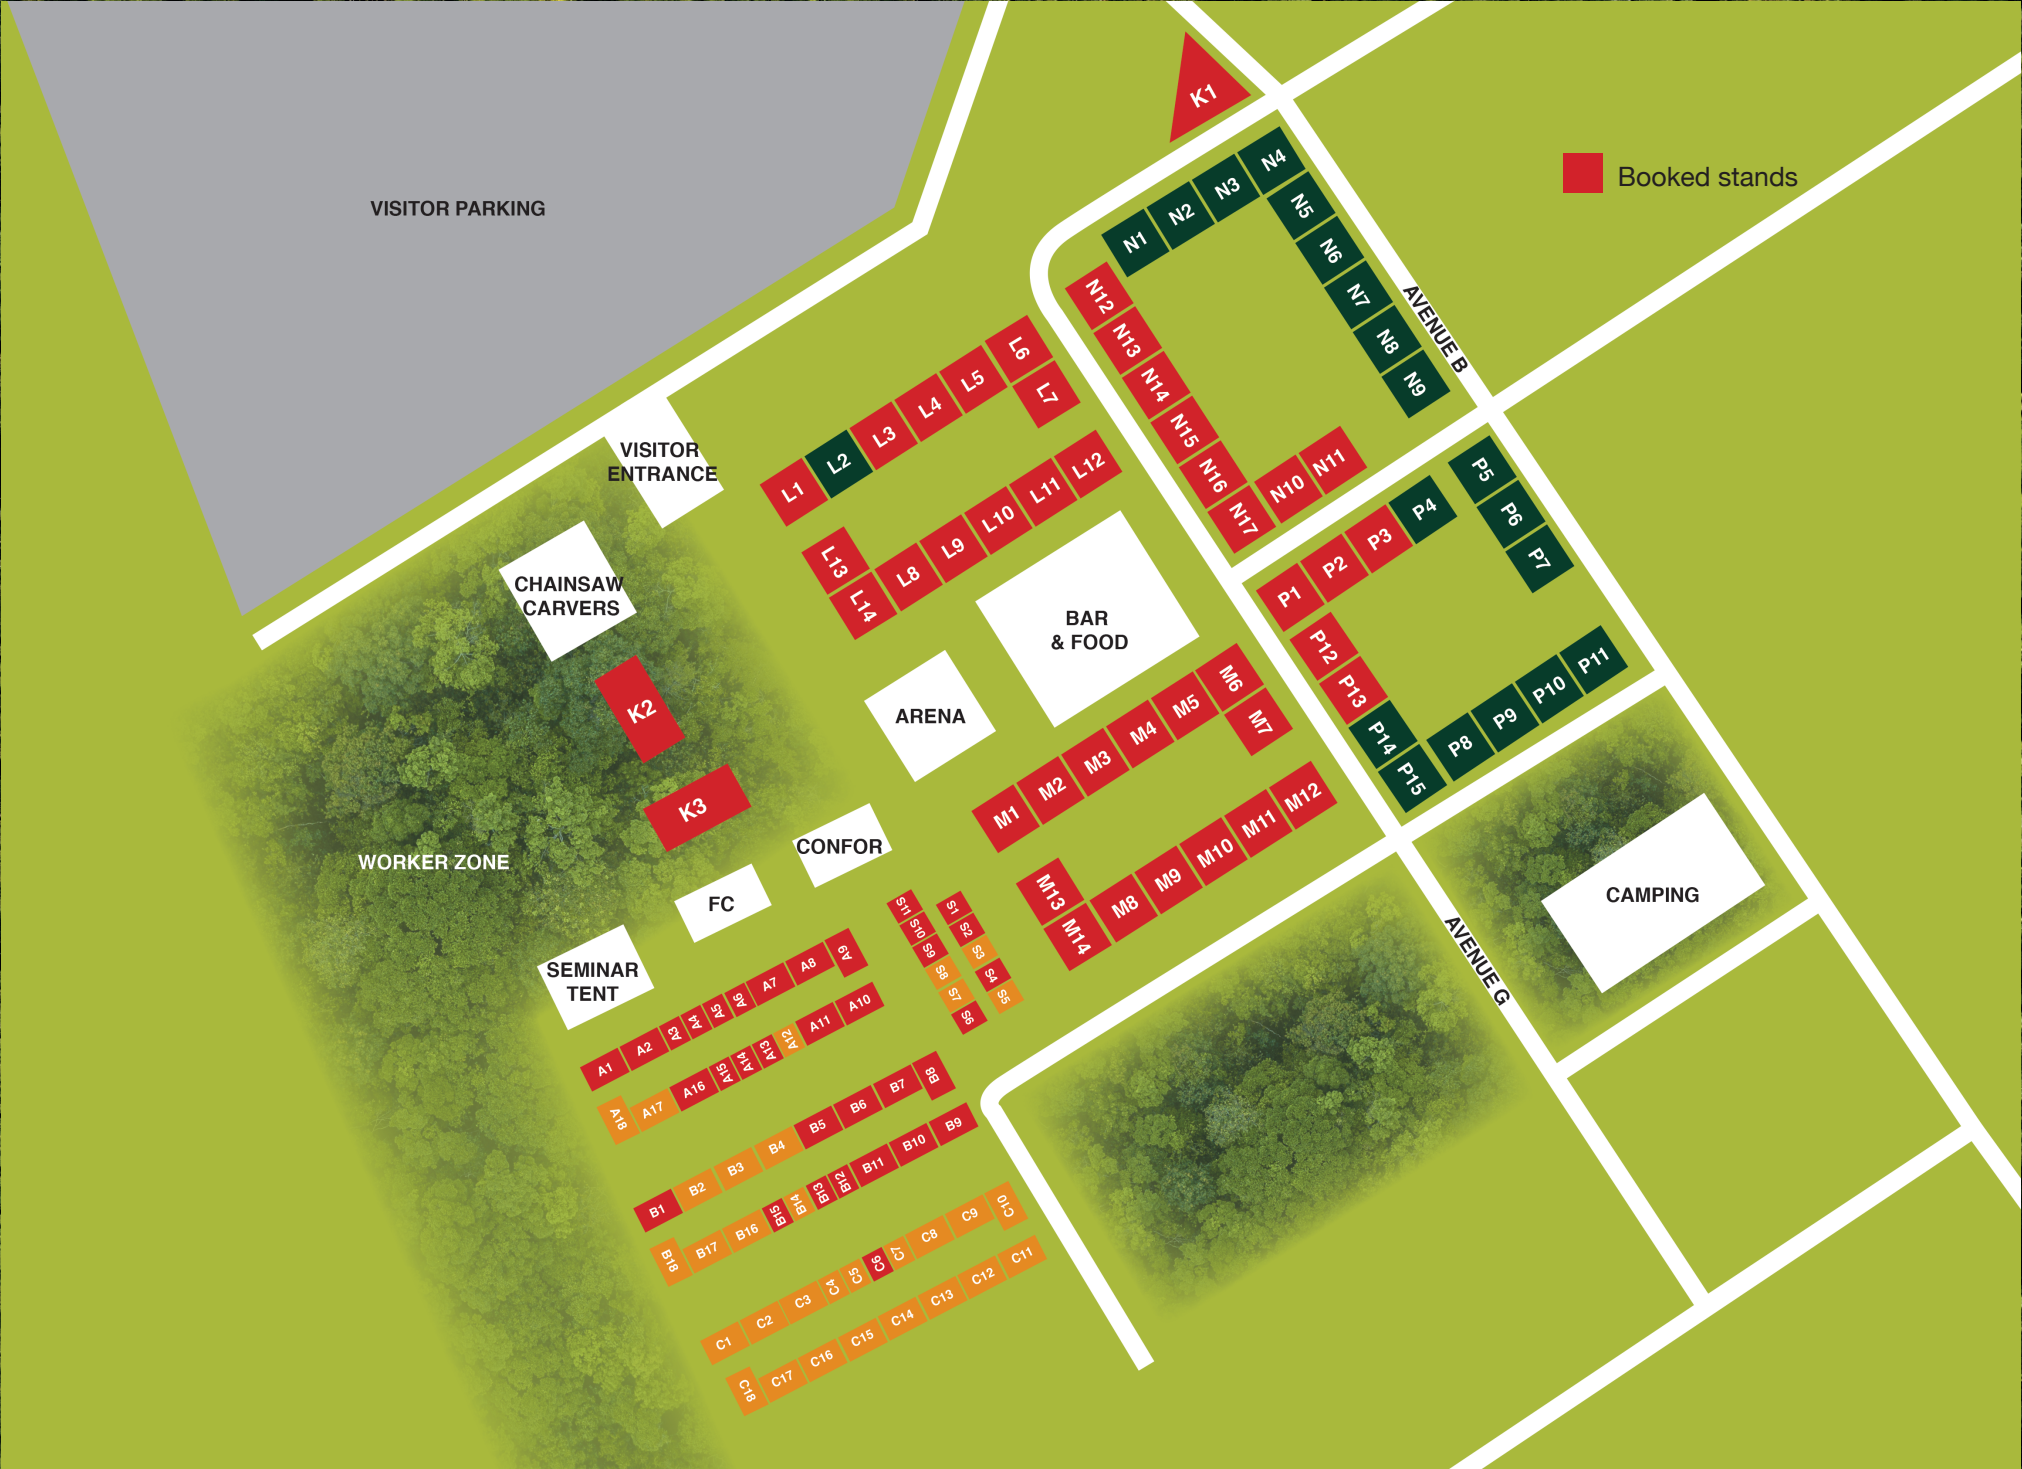 K1
Booked stands
VISITOR PARKING
N4
N3
N2
N1
N5
N6
N7
N8
N9
AVENUE B
N12
N13
N14
N15
N16
N17
N10
N11
L6
L7
L5
L4
L3
L2
L1
L12
L11
L10
L9
L8
L13
L14
VISITOR
ENTRANCE
CHAINSAW
CARVERS
K2
K3
WORKER ZONE
BAR
& FOOD
ARENA
CONFOR
FC
SEMINAR
TENT
P5
P6
P7
P4
P3
P2
P1
P12
P13
P14
P15
P8
P9
P10
P11
M6
M7
M5
M4
M3
M2
M1
M12
M11
M10
M9
M8
M13
M14
CAMPING
AVENUE G
S11
S10
S9
S8
S7
S6
S1
S2
S3
S4
S5
A1
A2
A3
A4
A5
A6
A7
A8
A9
A18
A17
A16
A15
A14
A13
A12
A11
A10
B1
B2
B3
B4
B5
B6
B7
B8
B18
B17
B16
B15
B14
B13
B12
B11
B10
B9
C1
C2
C3
C4
C5
C6
C7
C8
C9
C10
C18
C17
C16
C15
C14
C13
C12
C11